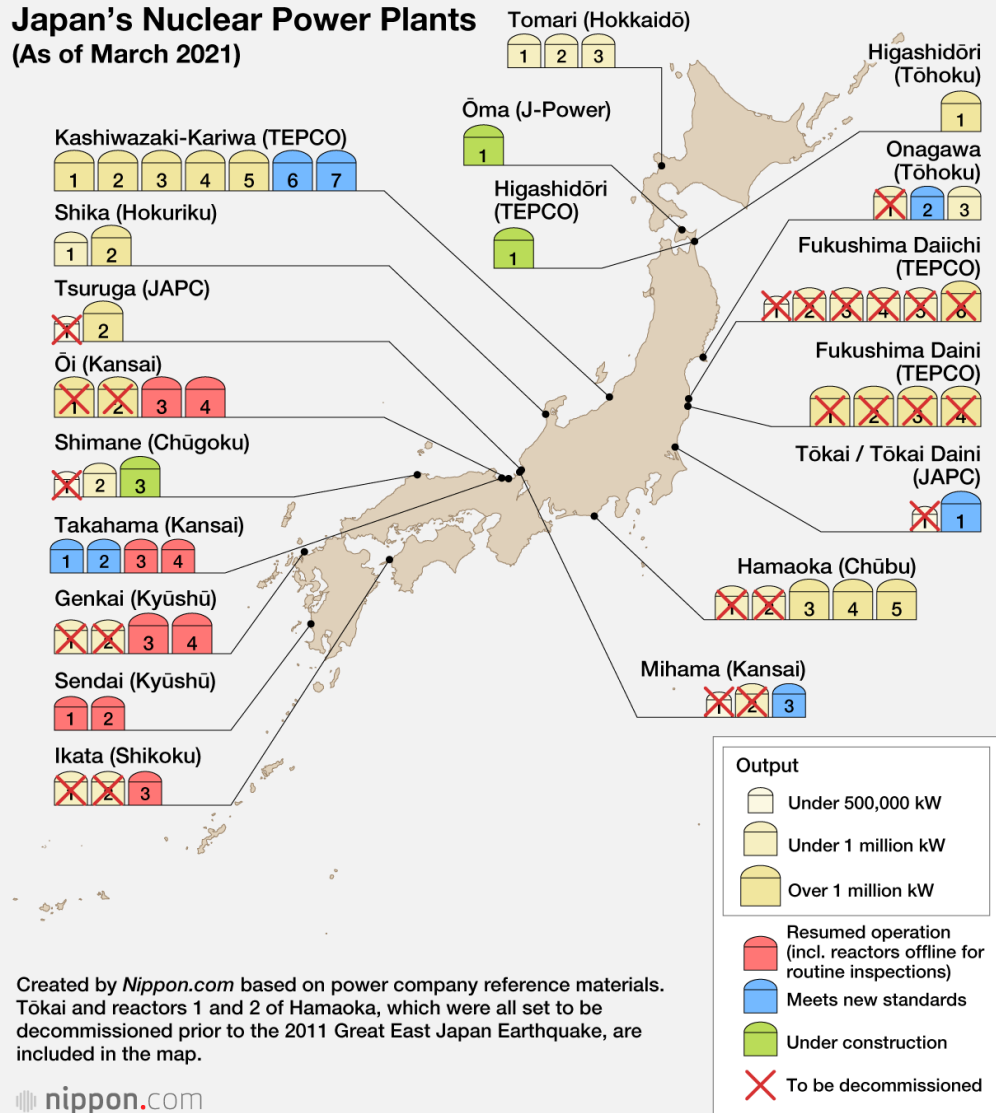 Japan's Nuclear Power Plants
(As of March 2021)
Tomari (Hokkaidō)
1 2 3
Higashidōri
(Tōhoku)
1
Ōma (J-Power)
1
Kashiwazaki-Kariwa (TEPCO)
1 2 3 4 5 6 7
Onagawa
(Tōhoku)
1 2 3
Higashidōri
(TEPCO)
1
Shika (Hokuriku)
1 2
Fukushima Daiichi
(TEPCO)
1 2 3 4 5 6
Tsuruga (JAPC)
1 2
Fukushima Daini
(TEPCO)
1 2 3 4
Ōi (Kansai)
1 2 3 4
Shimane (Chūgoku)
1 2 3
Tōkai / Tōkai Daini
(JAPC)
1 1
Takahama (Kansai)
1 2 3 4
Hamaoka (Chūbu)
1 2 3 4 5
Genkai (Kyūshū)
1 2 3 4
Mihama (Kansai)
1 2 3
Sendai (Kyūshū)
1 2
Ikata (Shikoku)
1 2 3
Output
Under 500,000 kW
Under 1 million kW
Over 1 million kW
Resumed operation
(incl. reactors offline for
routine inspections)
Meets new standards
Under construction
To be decommissioned
Created by Nippon.com based on power company reference materials.
Tōkai and reactors 1 and 2 of Hamaoka, which were all set to be
decommissioned prior to the 2011 Great East Japan Earthquake, are
included in the map.
nippon.com